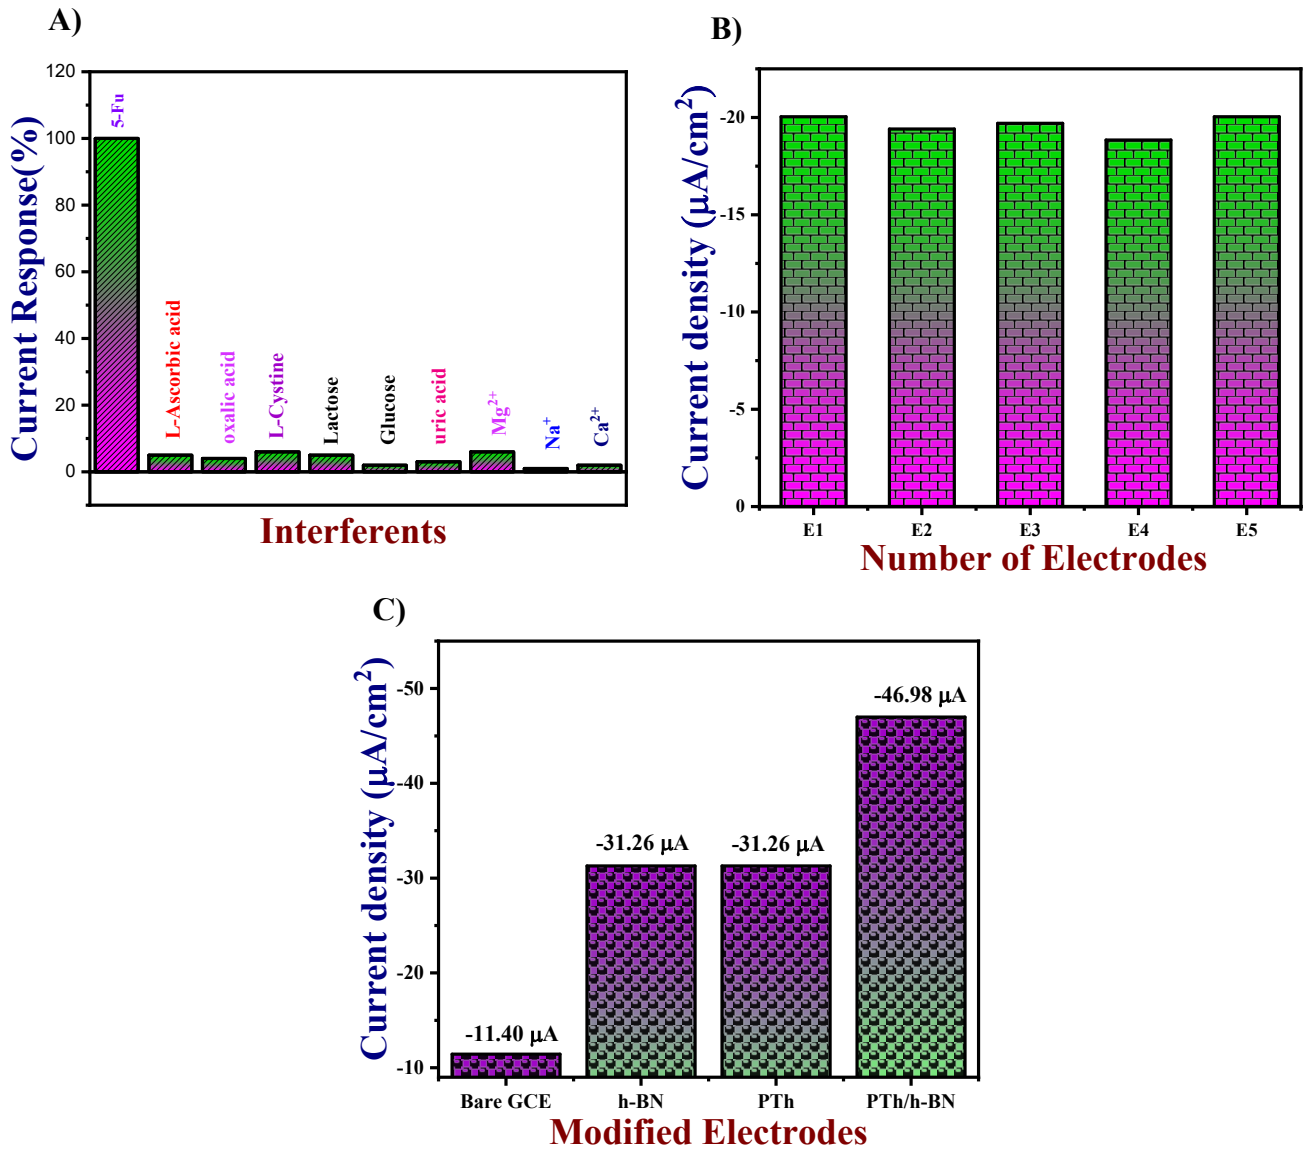 A)
120
100
80
60
40
20
0
Current Response(%)
5-Fu
L-Ascorbic acid
oxalic acid
L-Cystine
Lactose
Glucose
uric acid
Mg²⁺
Na⁺
Ca²⁺
Interferents
B)
-20
-15
-10
-5
0
Current density (µA/cm²)
E1 E2 E3 E4 E5
Number of Electrodes
C)
-50
-40
-30
-20
-10
Current density (µA/cm²)
-11.40 µA
-31.26 µA
-31.26 µA
-46.98 µA
Bare GCE h-BN PTh PTh/h-BN
Modified Electrodes